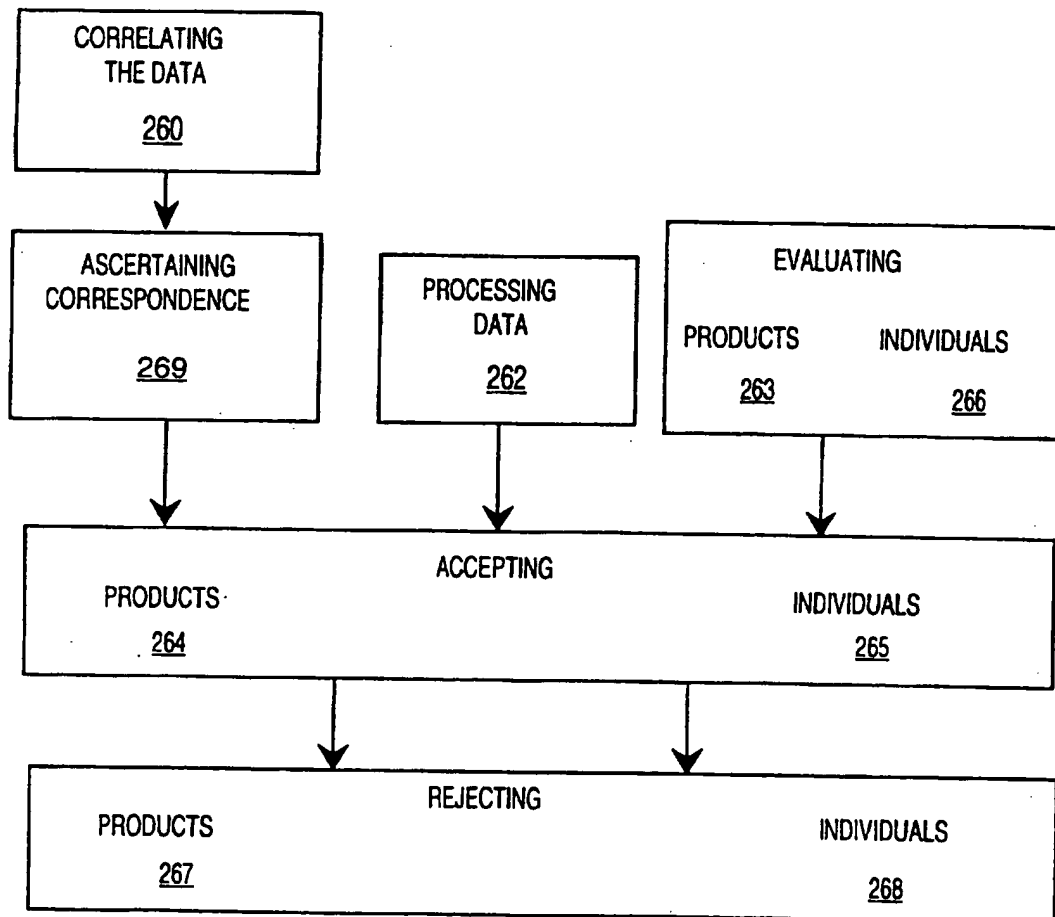 CORRELATING
THE DATA
260
ASCERTAINING
CORRESPONDENCE
269
PROCESSING
DATA
262
EVALUATING
PRODUCTS INDIVIDUALS
263 266
ACCEPTING
PRODUCTS INDIVIDUALS
264 265
REJECTING
PRODUCTS INDIVIDUALS
267 268